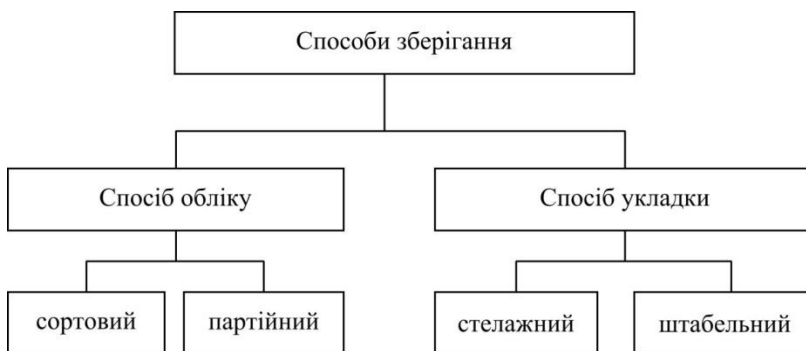 Способи зберігання
Спосіб обліку
Спосіб укладки
сортовий
партійний
стелажний
штабельний